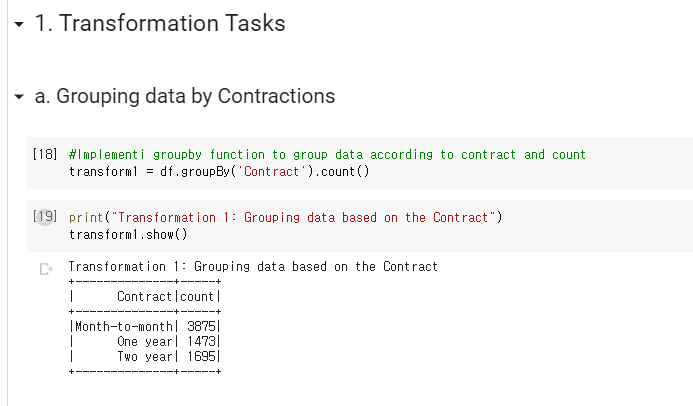 1. Transformation Tasks
a. Grouping data by Contractions
[18] #Implementi groupby function to group data according to contract and count
transform1 = df.groupBy('Contract').count()
[19] print("Transformation 1: Grouping data based on the Contract")
transform1.show()
Transformation 1: Grouping data based on the Contract
+--------------+-----+
|      Contract|count|
+--------------+-----+
|Month-to-month| 3875|
|      One year| 1473|
|      Two year| 1695|
+--------------+-----+